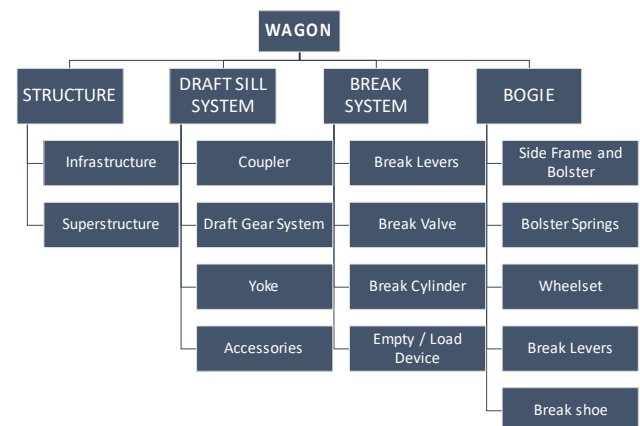 WAGON
STRUCTURE
Infrastructure
Superstructure
DRAFT SILL
SYSTEM
Coupler
Draft Gear System
Yoke
Accessories
BREAK
SYSTEM
Break Levers
Break Valve
Break Cylinder
Empty / Load
Device
BOGIE
Side Frame and
Bolster
Bolster Springs
Wheelset
Break Levers
Break shoe